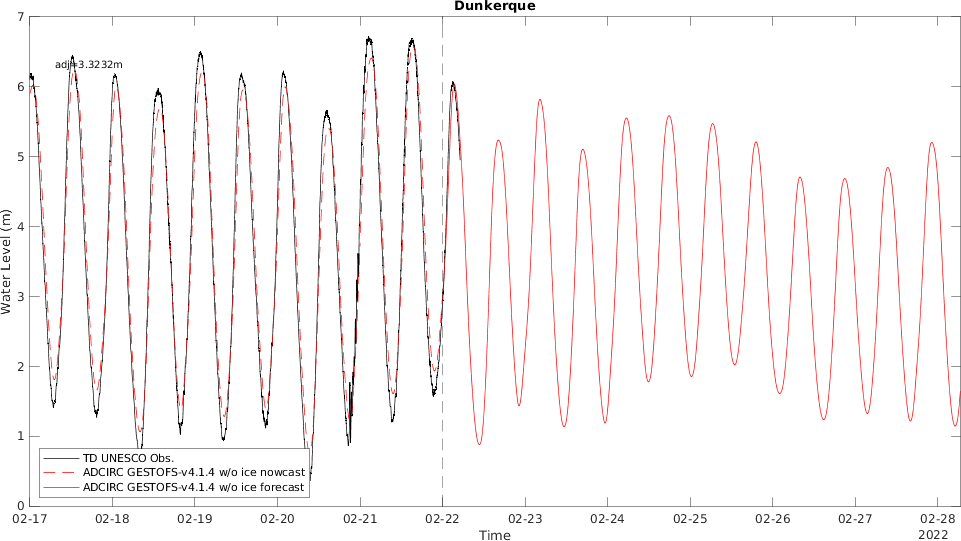 Dunkerque
7
6
5
4
3
2
1
0
Water Level (m)
adj=3.3232m
TD UNESCO Obs.
ADCIRC GESTOFS-v4.1.4 w/o ice nowcast
ADCIRC GESTOFS-v4.1.4 w/o ice forecast
02-17 02-18 02-19 02-20 02-21 02-22 02-23 02-24 02-25 02-26 02-27 02-28
Time
2022